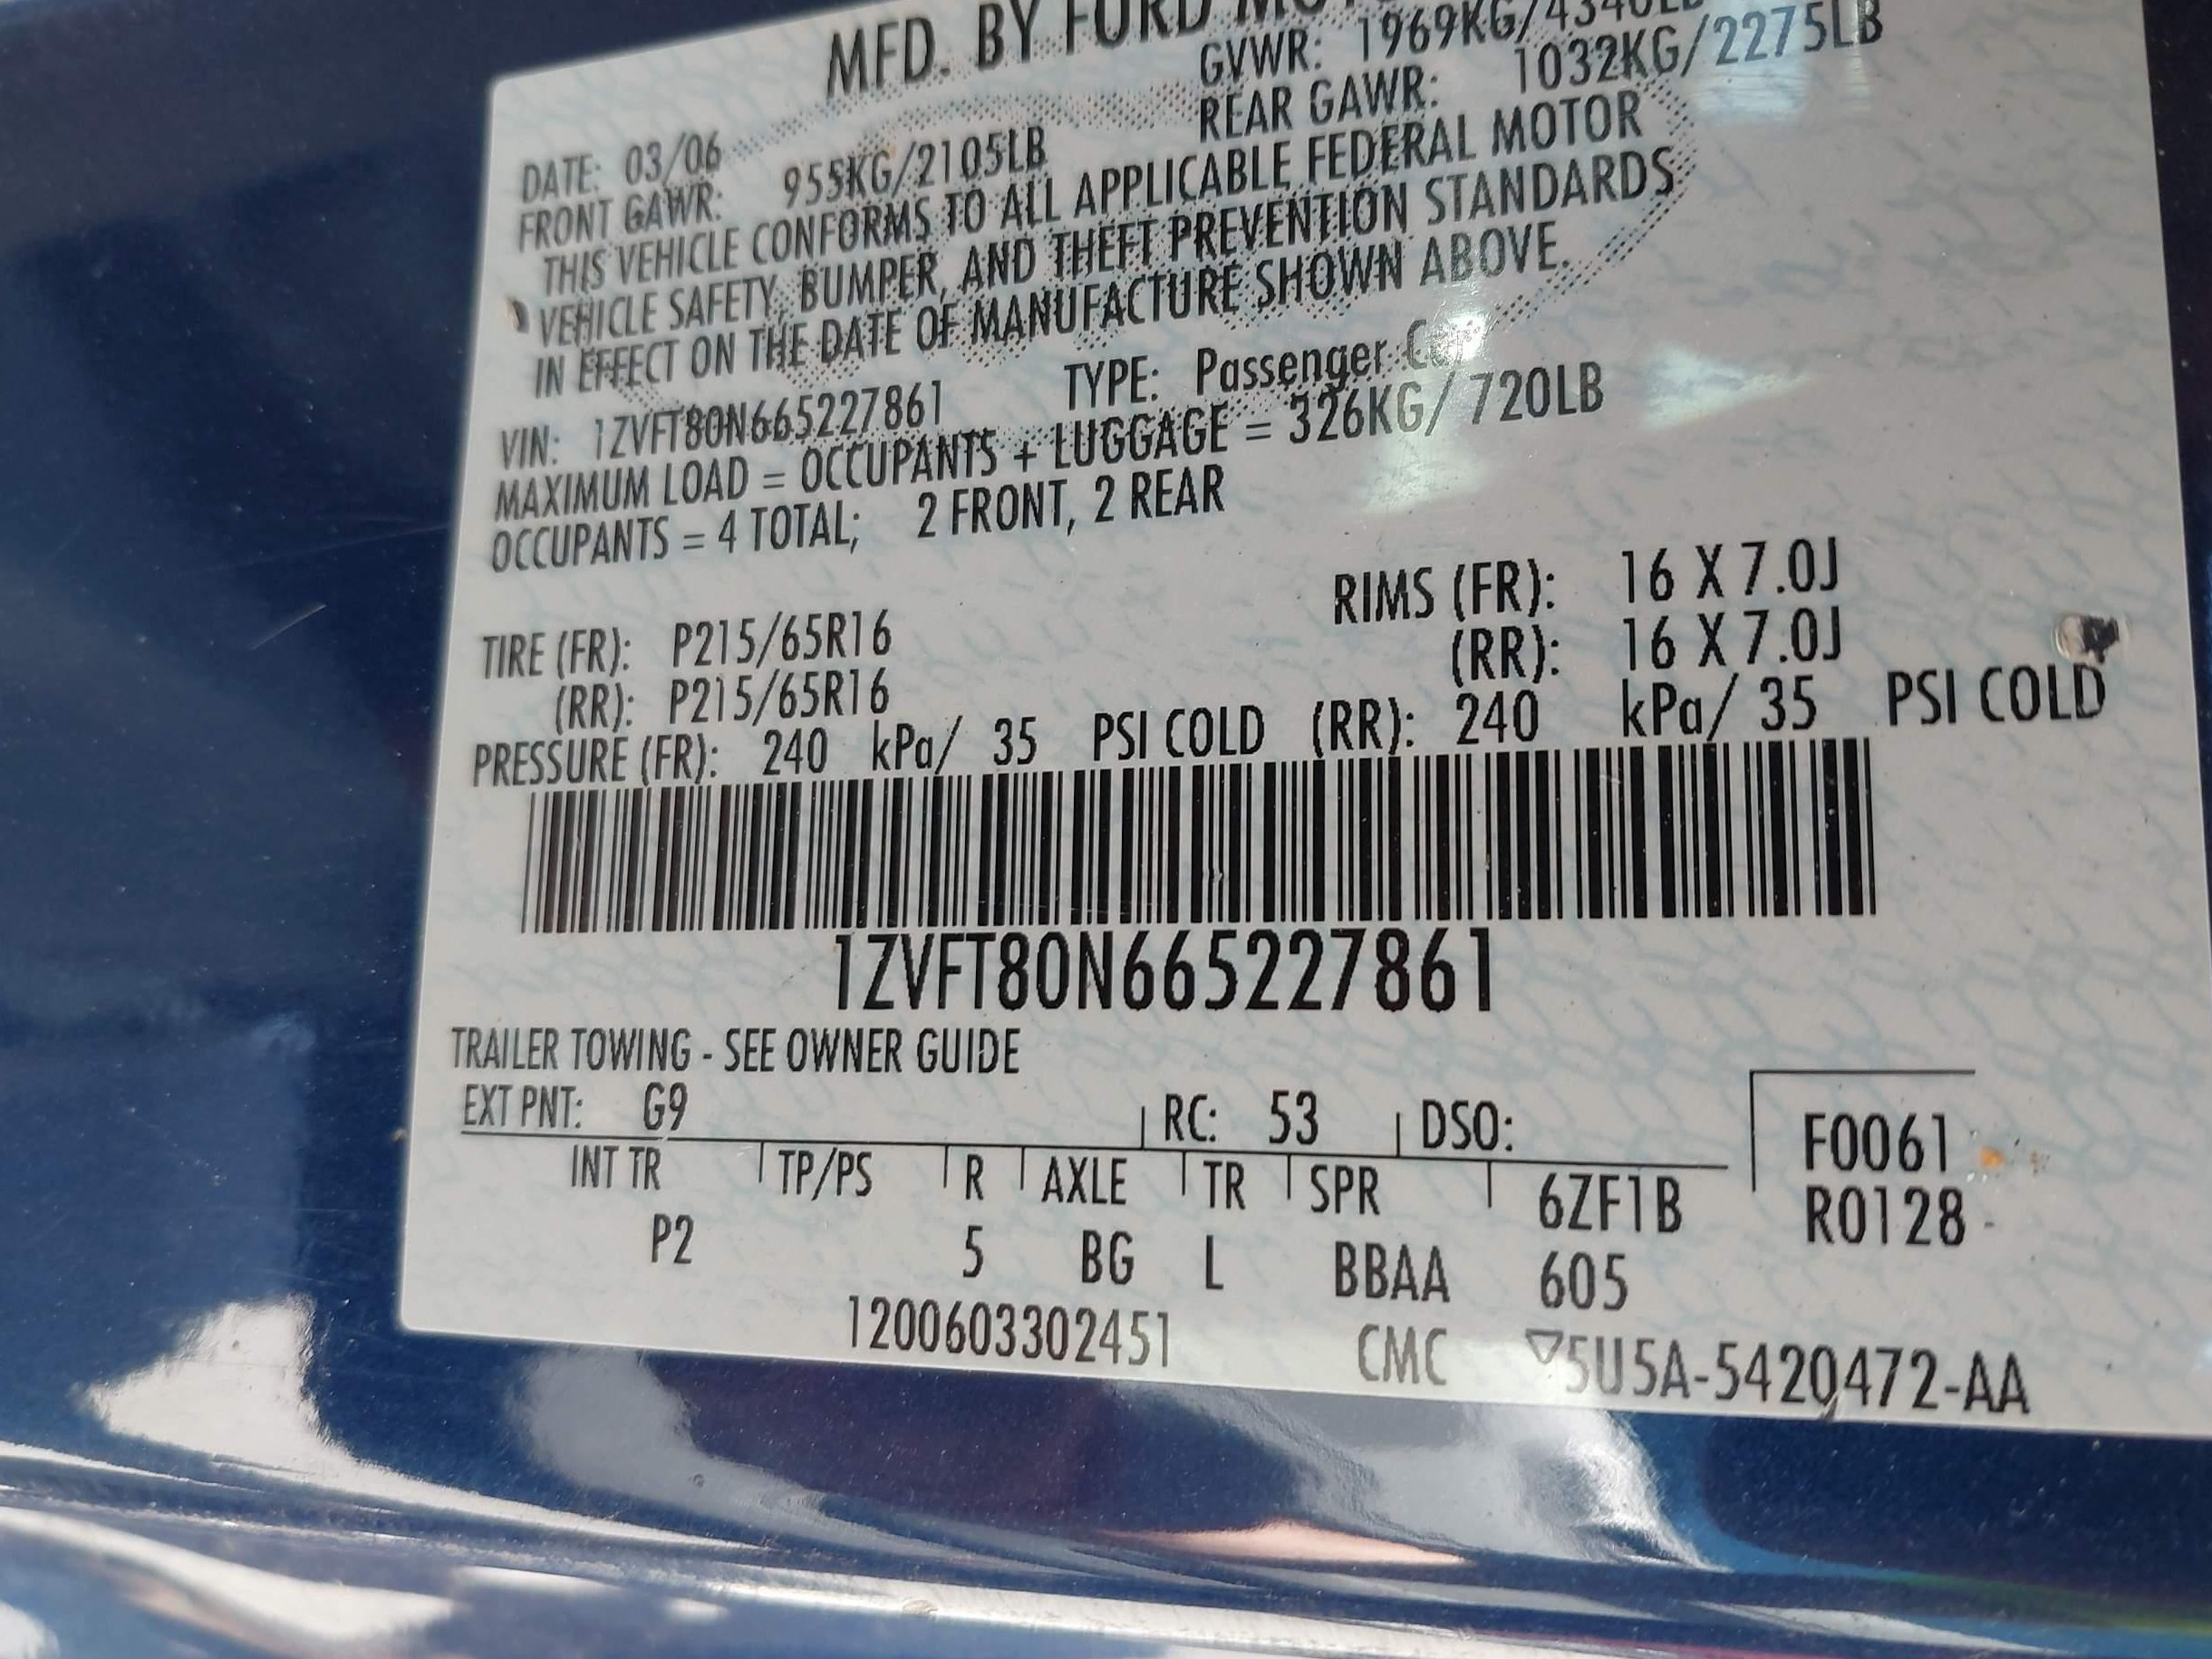 MFD. BY FORD
GVWR: 1969KG/4340LB
DATE: 03/06 REAR GAWR: 1032KG/2275LB
FRONT GAWR: 955KG/2105LB
THIS VEHICLE CONFORMS TO ALL APPLICABLE FEDERAL MOTOR
VEHICLE SAFETY, BUMPER, AND THEFT PREVENTION STANDARDS
IN EFFECT ON THE DATE OF MANUFACTURE SHOWN ABOVE.
VIN: 1ZVFT80N665227861 TYPE: Passenger Car
MAXIMUM LOAD = OCCUPANTS + LUGGAGE = 326KG/ 720LB
OCCUPANTS = 4 TOTAL; 2 FRONT, 2 REAR
TIRE (FR): P215/65R16 RIMS (FR): 16 X 7.0J
(RR): P215/65R16 (RR): 16 X 7.0J
PRESSURE (FR): 240 kPa/ 35 PSI COLD (RR): 240 kPa/ 35 PSI COLD
1ZVFT80N665227861
TRAILER TOWING - SEE OWNER GUIDE
EXT PNT: G9 RC: 53 DSO: F0061
INT TR TP/PS R AXLE TR SPR 6ZF1B R0128
P2 5 BG L BBAA 605
1200603302451 CMC ▽5U5A-5420472-AA